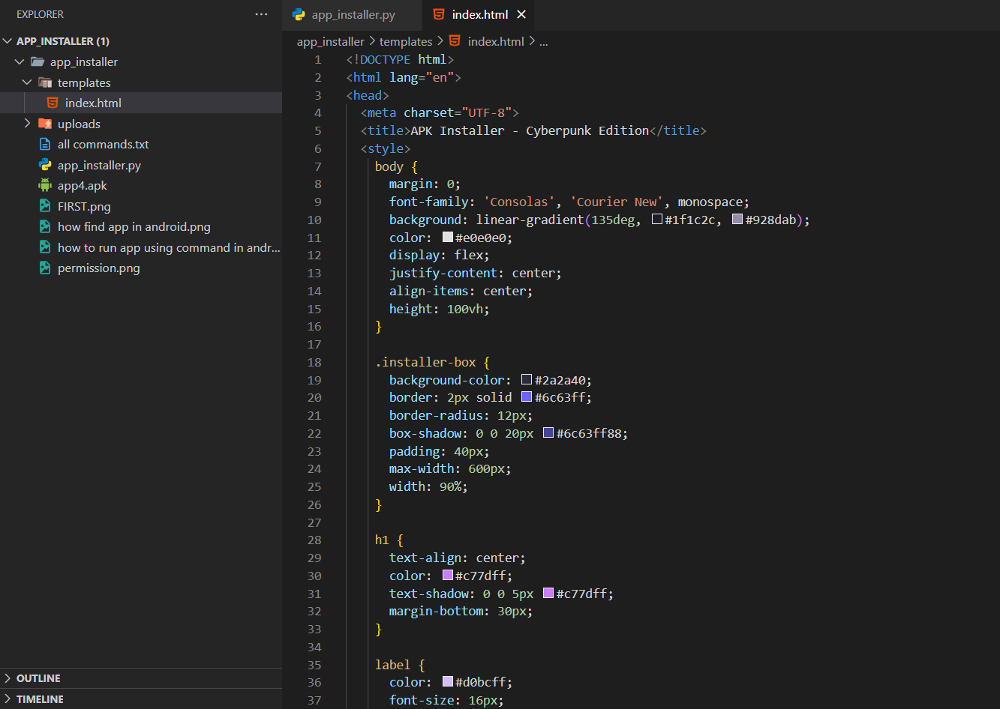 EXPLORER
···
APP_INSTALLER (1)
app_installer
templates
index.html
uploads
all commands.txt
app_installer.py
app4.apk
FIRST.png
how find app in android.png
how to run app using command in andr...
permission.png
OUTLINE
TIMELINE
app_installer.py
index.html
app_installer > templates > index.html > ...
1 <!DOCTYPE html>
2 <html lang="en">
3 <head>
4 <meta charset="UTF-8">
5 <title>APK Installer - Cyberpunk Edition</title>
6 <style>
7 body {
8 margin: 0;
9 font-family: 'Consolas', 'Courier New', monospace;
10 background: linear-gradient(135deg, #1f1c2c, #928dab);
11 color: #e0e0e0;
12 display: flex;
13 justify-content: center;
14 align-items: center;
15 height: 100vh;
16 }
17
18 .installer-box {
19 background-color: #2a2a40;
20 border: 2px solid #6c63ff;
21 border-radius: 12px;
22 box-shadow: 0 0 20px #6c63ff88;
23 padding: 40px;
24 max-width: 600px;
25 width: 90%;
26 }
27
28 h1 {
29 text-align: center;
30 color: #c77dff;
31 text-shadow: 0 0 5px #c77dff;
32 margin-bottom: 30px;
33 }
34
35 label {
36 color: #d0bcff;
37 font-size: 16px;